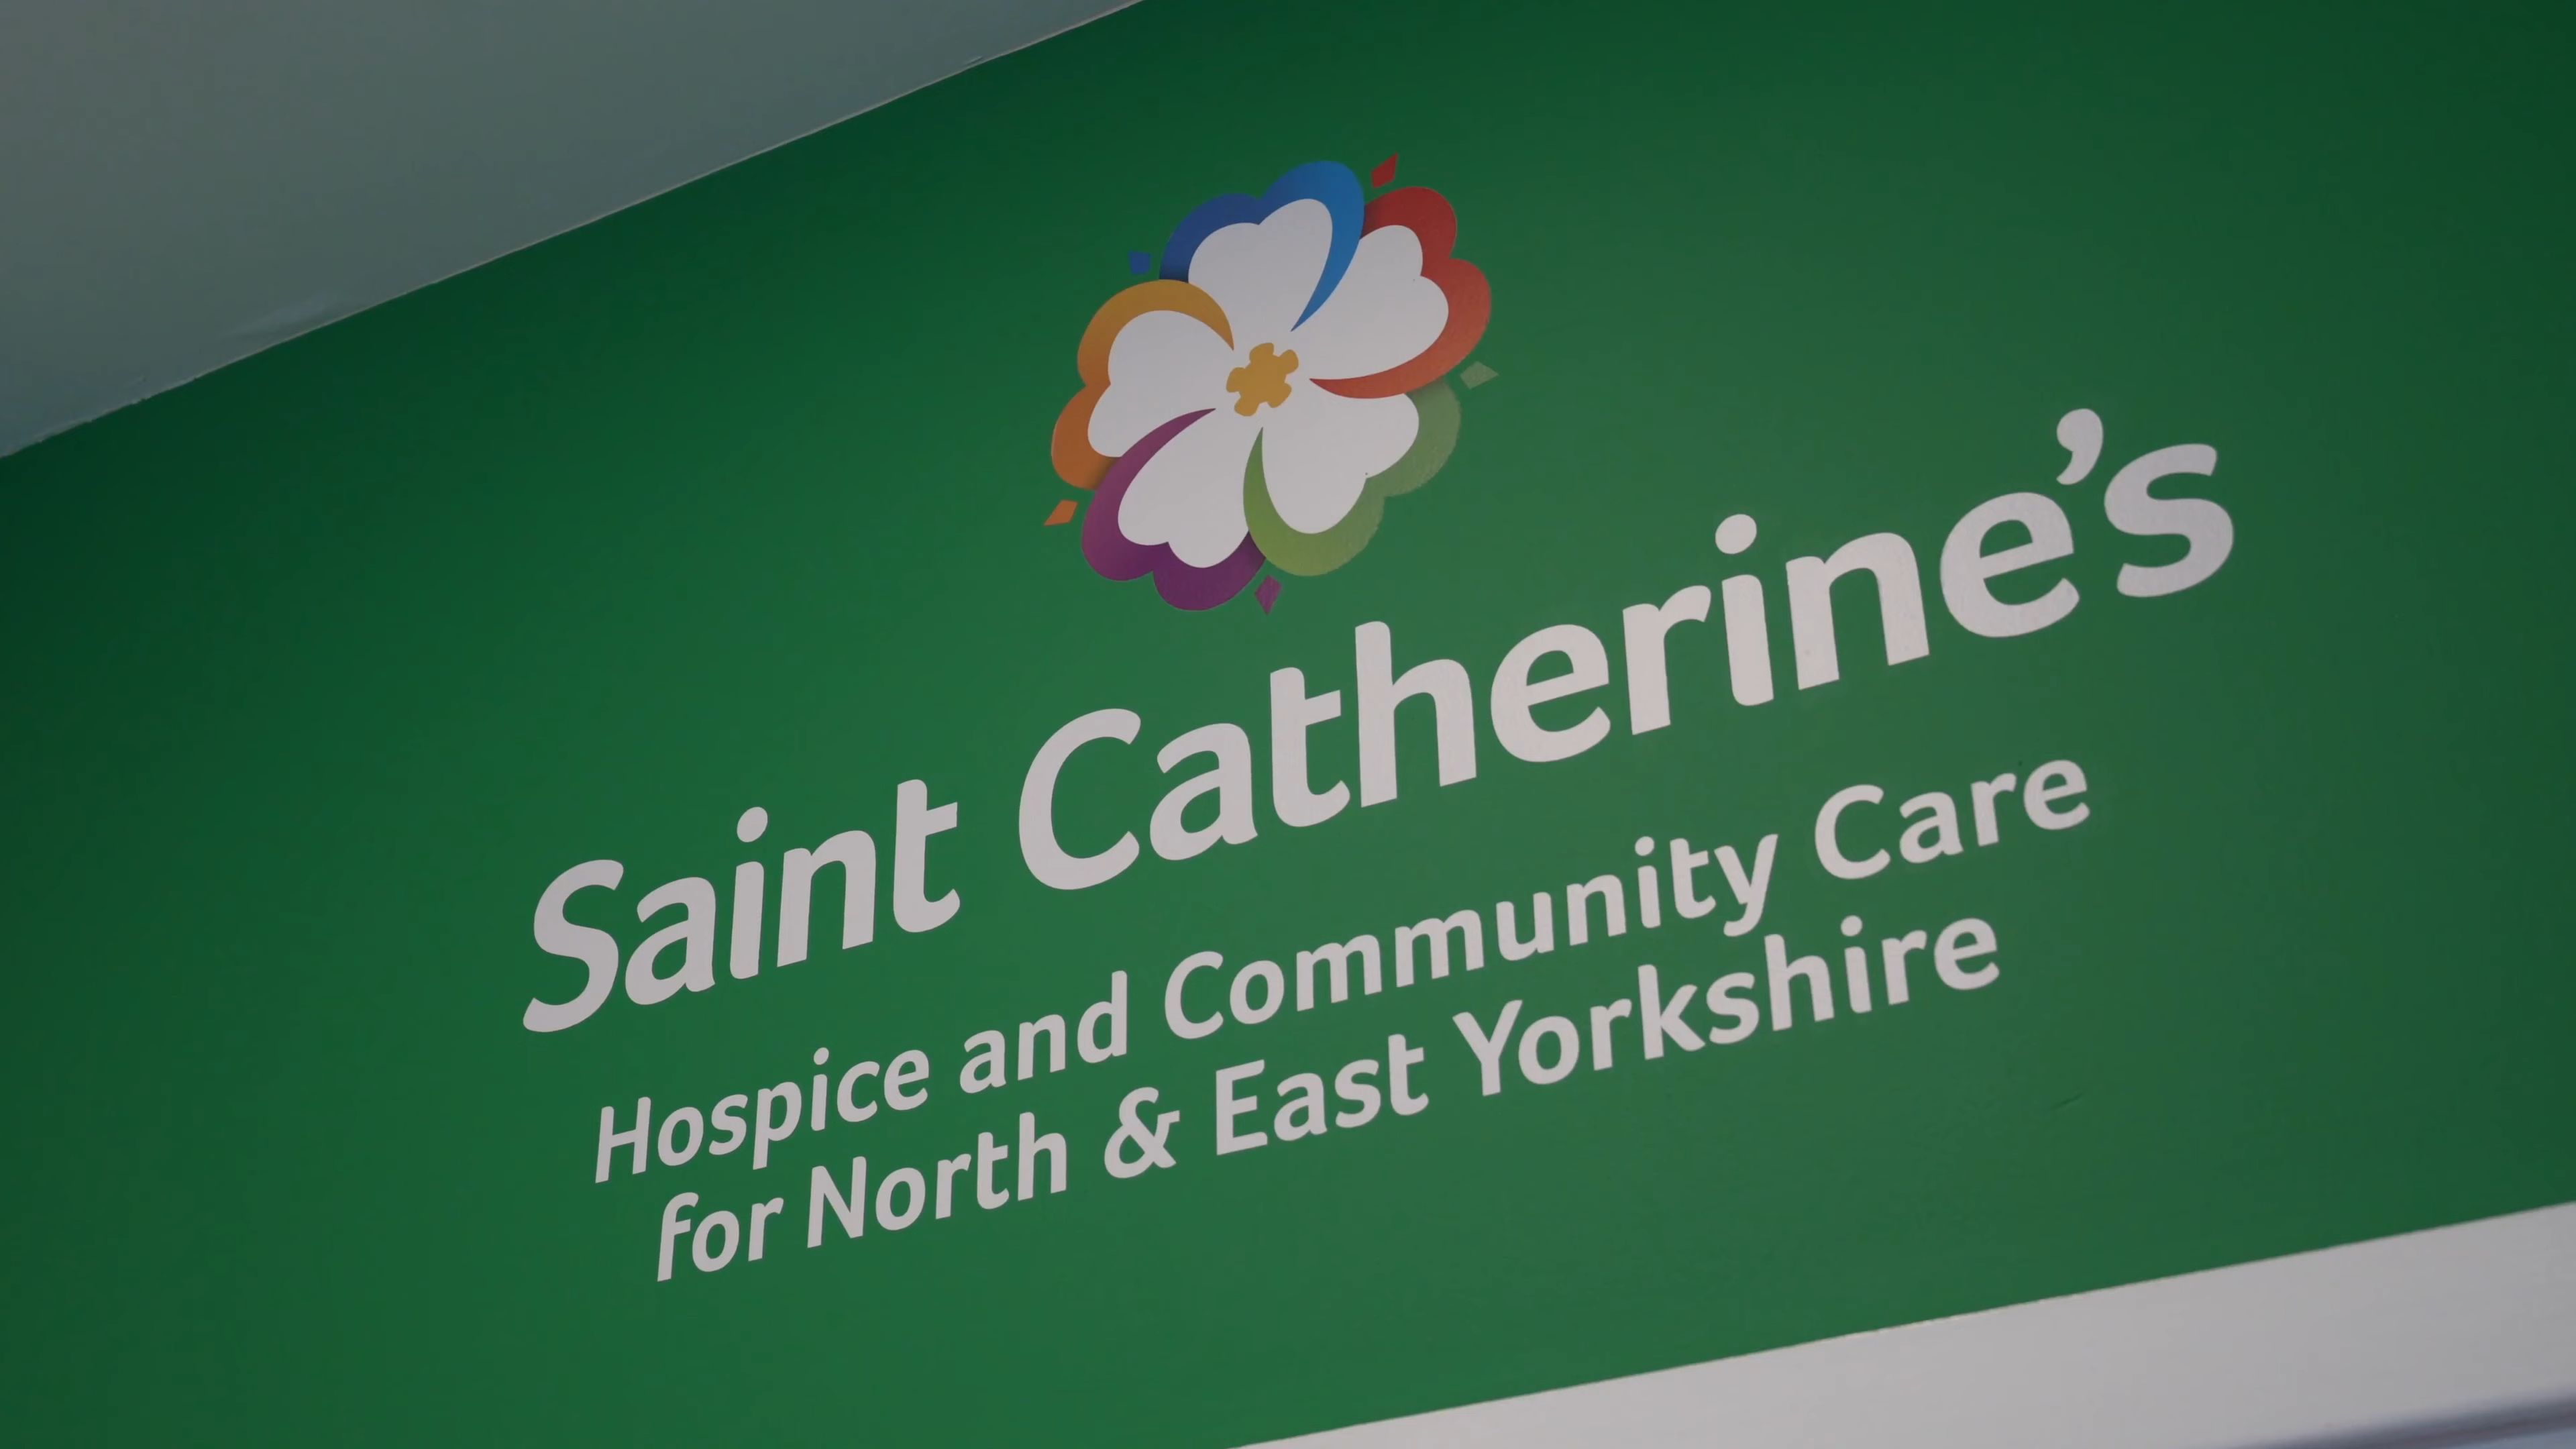 Saint Catherine’s
Hospice and Community Care
for North & East Yorkshire